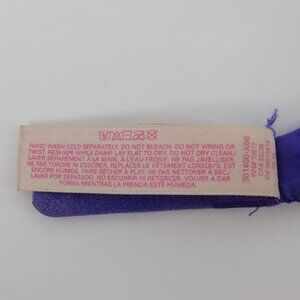 HAND WASH COLD SEPARATELY. DO NOT BLEACH. DO NOT WRING OR
TWIST. RESHAPE WHILE DAMP. LAY FLAT TO DRY. DO NOT DRY CLEAN./
LAVER SÉPARÉMENT À LA MAIN, À L'EAU FROIDE. NE PAS JAVELLISER.
NE PAS TORDRE NI ESSORER. REPLACER LE VÊTEMENT LORSQU'IL EST
ENCORE HUMIDE. FAIRE SÉCHER À PLAT. NE PAS NETTOYER À SEC/
LAVAR POR SEPARADO. NO ESCURRIR NI RETORCER. VOLVER A DAR
FORMA MIENTRAS LA PRENDA ESTÉ HÚMEDA.
301400-X66